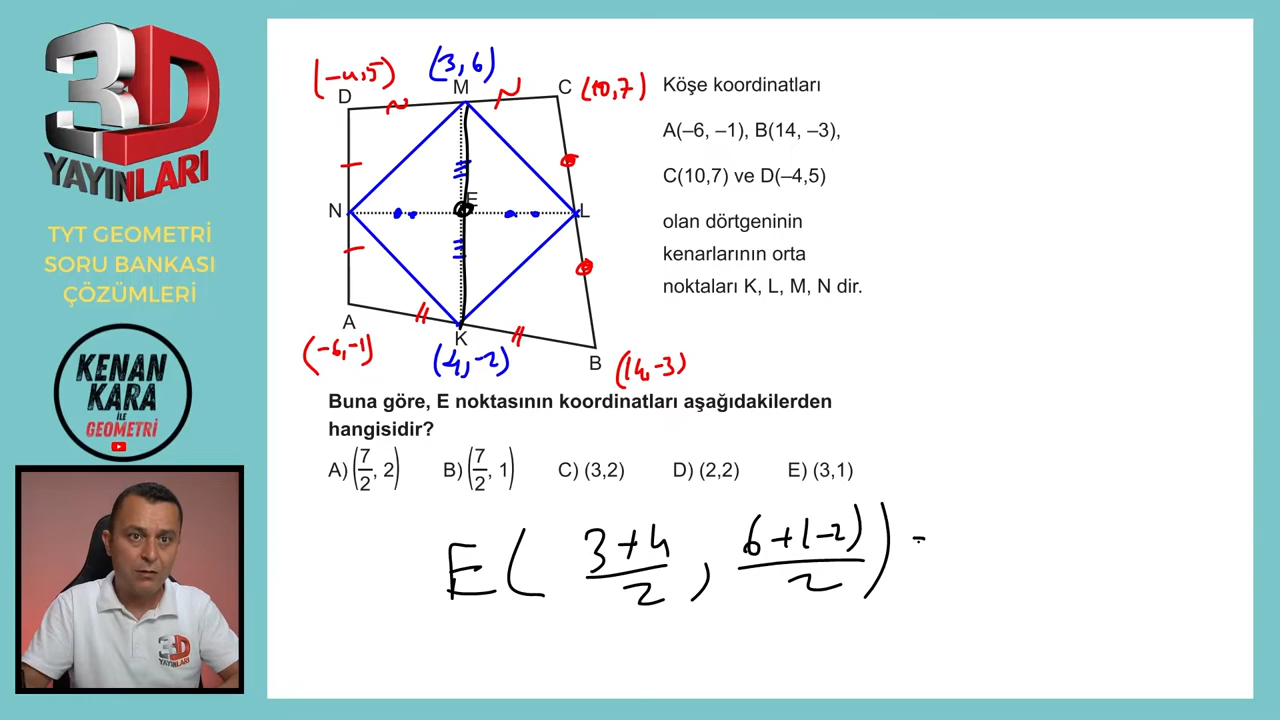 3D
YAYINLARI
TYT GEOMETRİ
SORU BANKASI
ÇÖZÜMLERİ
KENAN
KARA
İLE
GEOMETRİ
3D
YAYINLARI
(-4,5)
(3,6)
D
M
C
(10,7)
N
E
L
A
K
B
(-6,-1)
(4,-2)
(14,-3)
Köşe koordinatları
A(–6, –1), B(14, –3),
C(10,7) ve D(–4,5)
olan dörtgeninin
kenarlarının orta
noktaları K, L, M, N dir.
Buna göre, E noktasının koordinatları aşağıdakilerden
hangisidir?
A) (7/2, 2) B) (7/2, 1) C) (3,2) D) (2,2) E) (3,1)
E( 3+4/2 , 6+(-2)/2 ) -